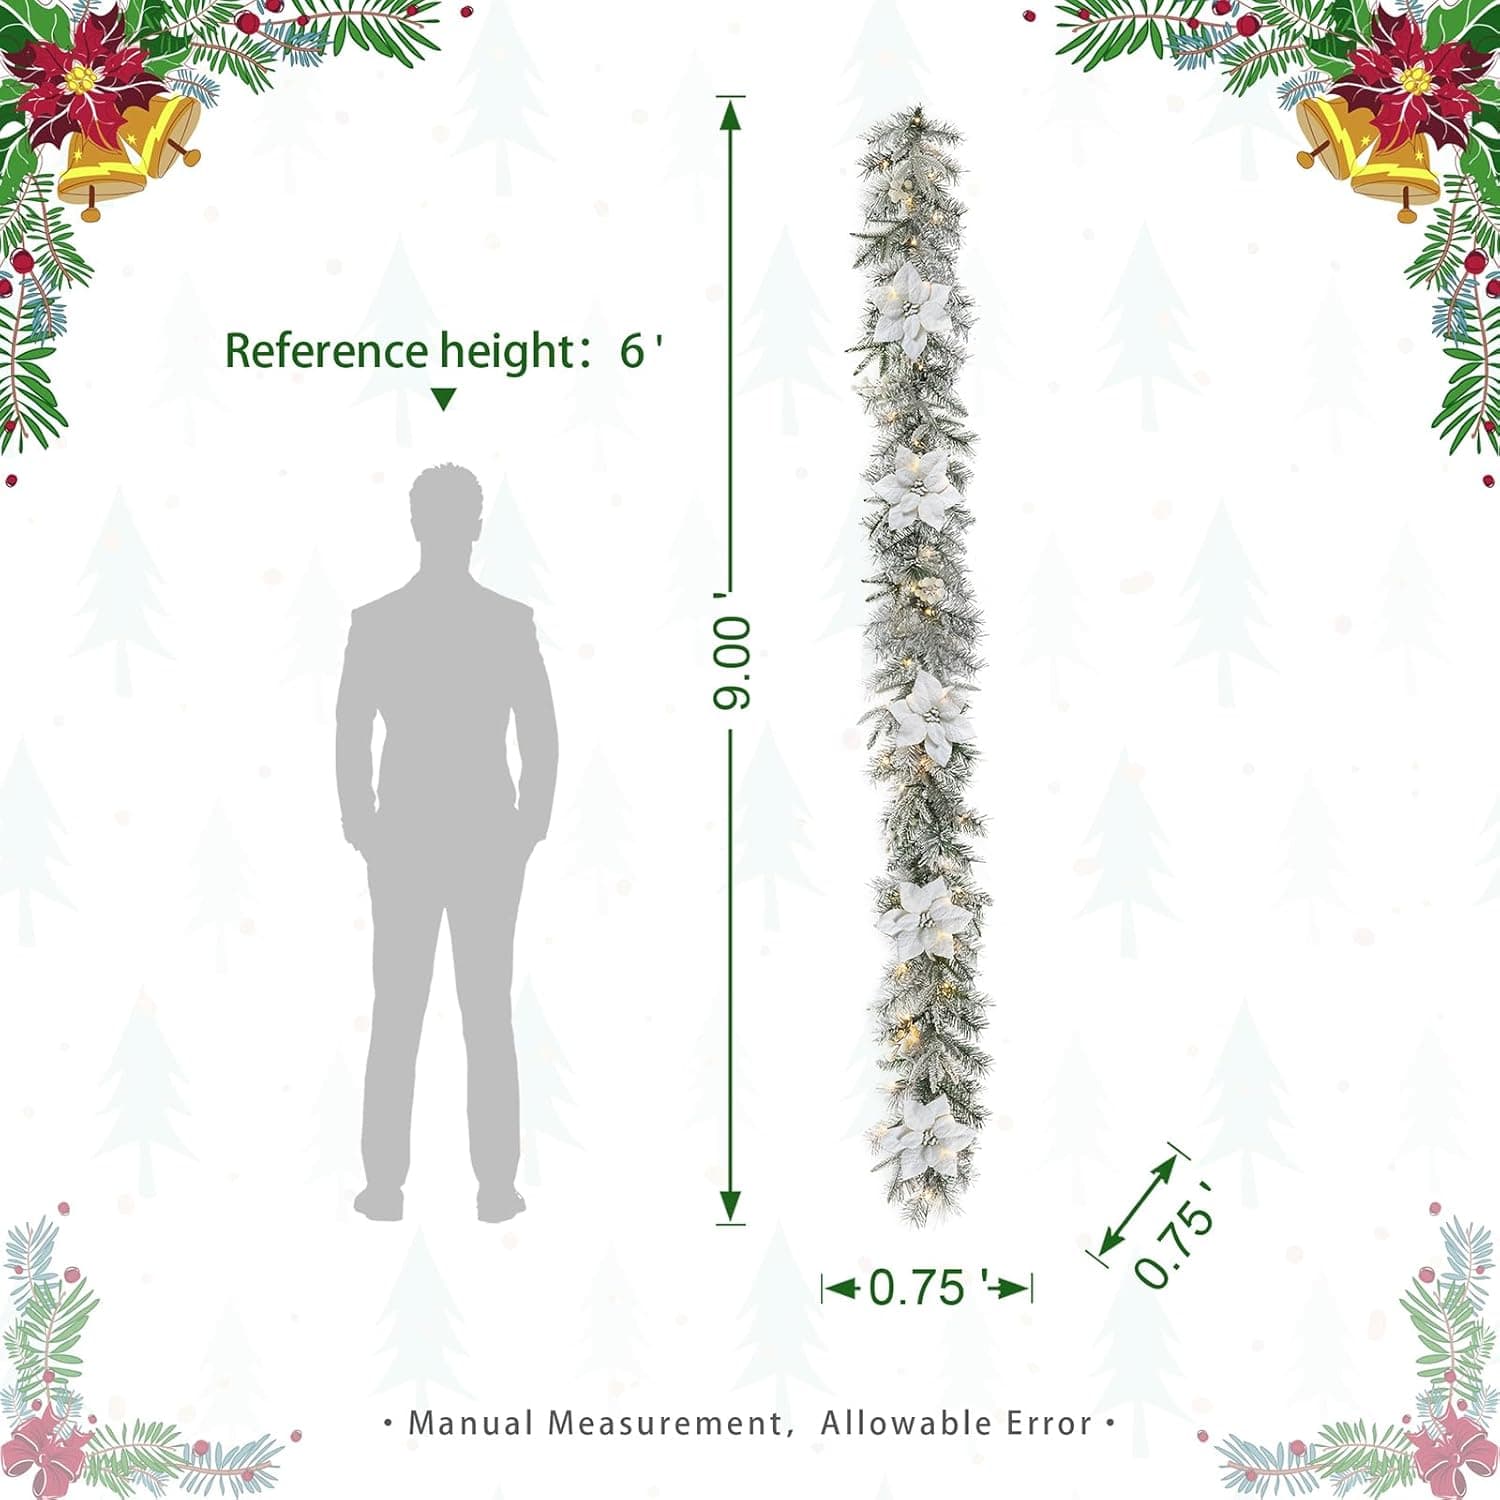 Reference height: 6 '
9.00 '
0.75 '
0.75 '
• Manual Measurement, Allowable Error •